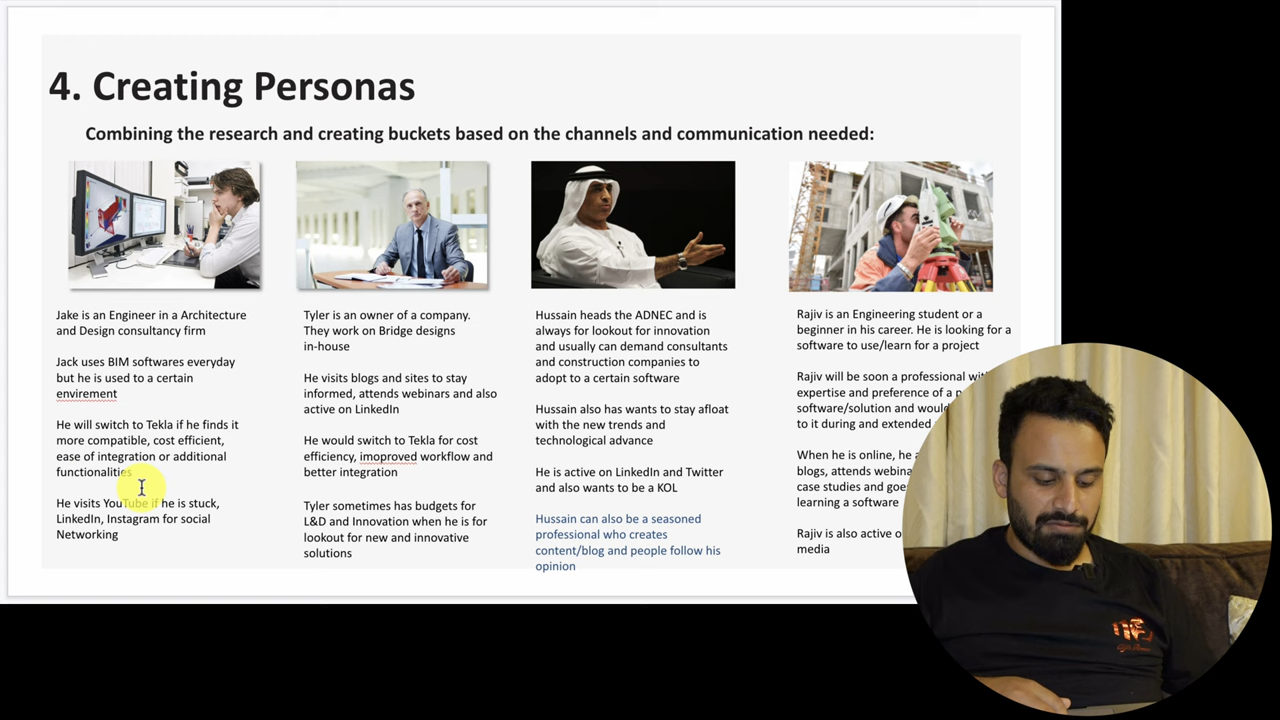 4. Creating Personas
Combining the research and creating buckets based on the channels and communication needed:
Jake is an Engineer in a Architecture
and Design consultancy firm
Jack uses BIM softwares everyday
but he is used to a certain
envirement
He will switch to Tekla if he finds it
more compatible, cost efficient,
ease of integration or additional
functionalities
He visits YouTube if he is stuck,
LinkedIn, Instagram for social
Networking
Tyler is an owner of a company.
They work on Bridge designs
in-house
He visits blogs and sites to stay
informed, attends webinars and also
active on LinkedIn
He would switch to Tekla for cost
efficiency, imoproved workflow and
better integration
Tyler sometimes has budgets for
L&D and Innovation when he is for
lookout for new and innovative
solutions
Hussain heads the ADNEC and is
always for lookout for innovation
and usually can demand consultants
and construction companies to
adopt to a certain software
Hussain also has wants to stay afloat
with the new trends and
technological advance
He is active on LinkedIn and Twitter
and also wants to be a KOL
Hussain can also be a seasoned
professional who creates
content/blog and people follow his
opinion
Rajiv is an Engineering student or a
beginner in his career. He is looking for a
software to use/learn for a project
Rajiv will be soon a professional with
expertise and preference of a
software/solution and would
to it during and extended
When he is online, he
blogs, attends
case studies and
learning a software
Rajiv is also active
media